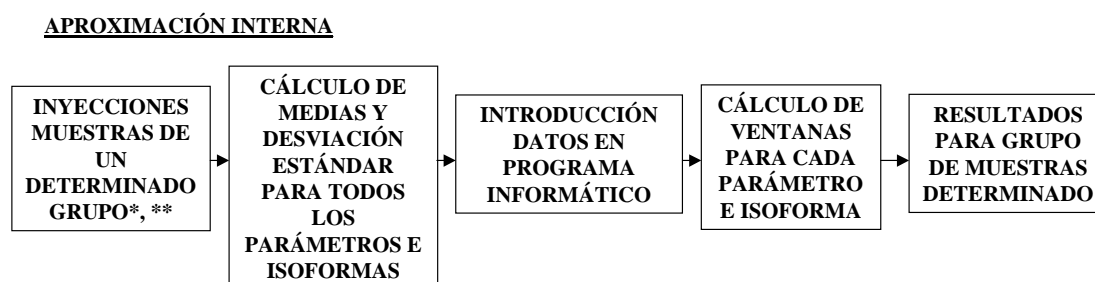 APROXIMACIÓN INTERNA
INYECCIONES
MUESTRAS DE
UN
DETERMINADO
GRUPO*, **
CÁLCULO DE
MEDIAS Y
DESVIACIÓN
ESTÁNDAR
PARA TODOS
LOS
PARÁMETROS E
ISOFORMAS
INTRODUCCIÓN
DATOS EN
PROGRAMA
INFORMÁTICO
CÁLCULO DE
VENTANAS
PARA CADA
PARÁMETRO
E ISOFORMA
RESULTADOS
PARA GRUPO
DE MUESTRAS
DETERMINADO